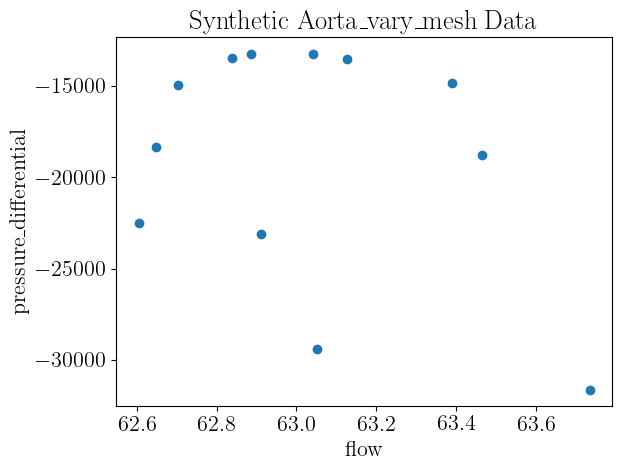 Synthetic Aorta_vary_mesh Data
pressure_differential
−15000
−20000
−25000
−30000
62.6 62.8 63.0 63.2 63.4 63.6
flow